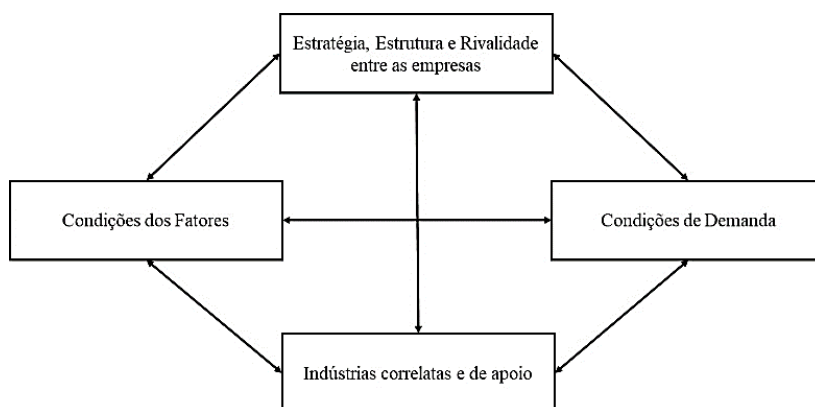 Estratégia, Estrutura e Rivalidade
entre as empresas
Condições dos Fatores
Condições de Demanda
Indústrias correlatas e de apoio